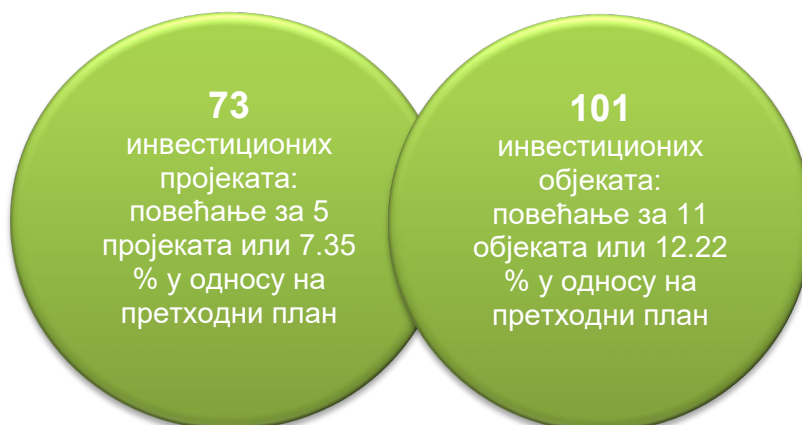 73
инвестиционих
пројеката:
повећање за 5
пројеката или 7.35
% у односу на
претходни план
101
инвестиционих
објеката:
повећање за 11
објеката или 12.22
% у односу на
претходни план